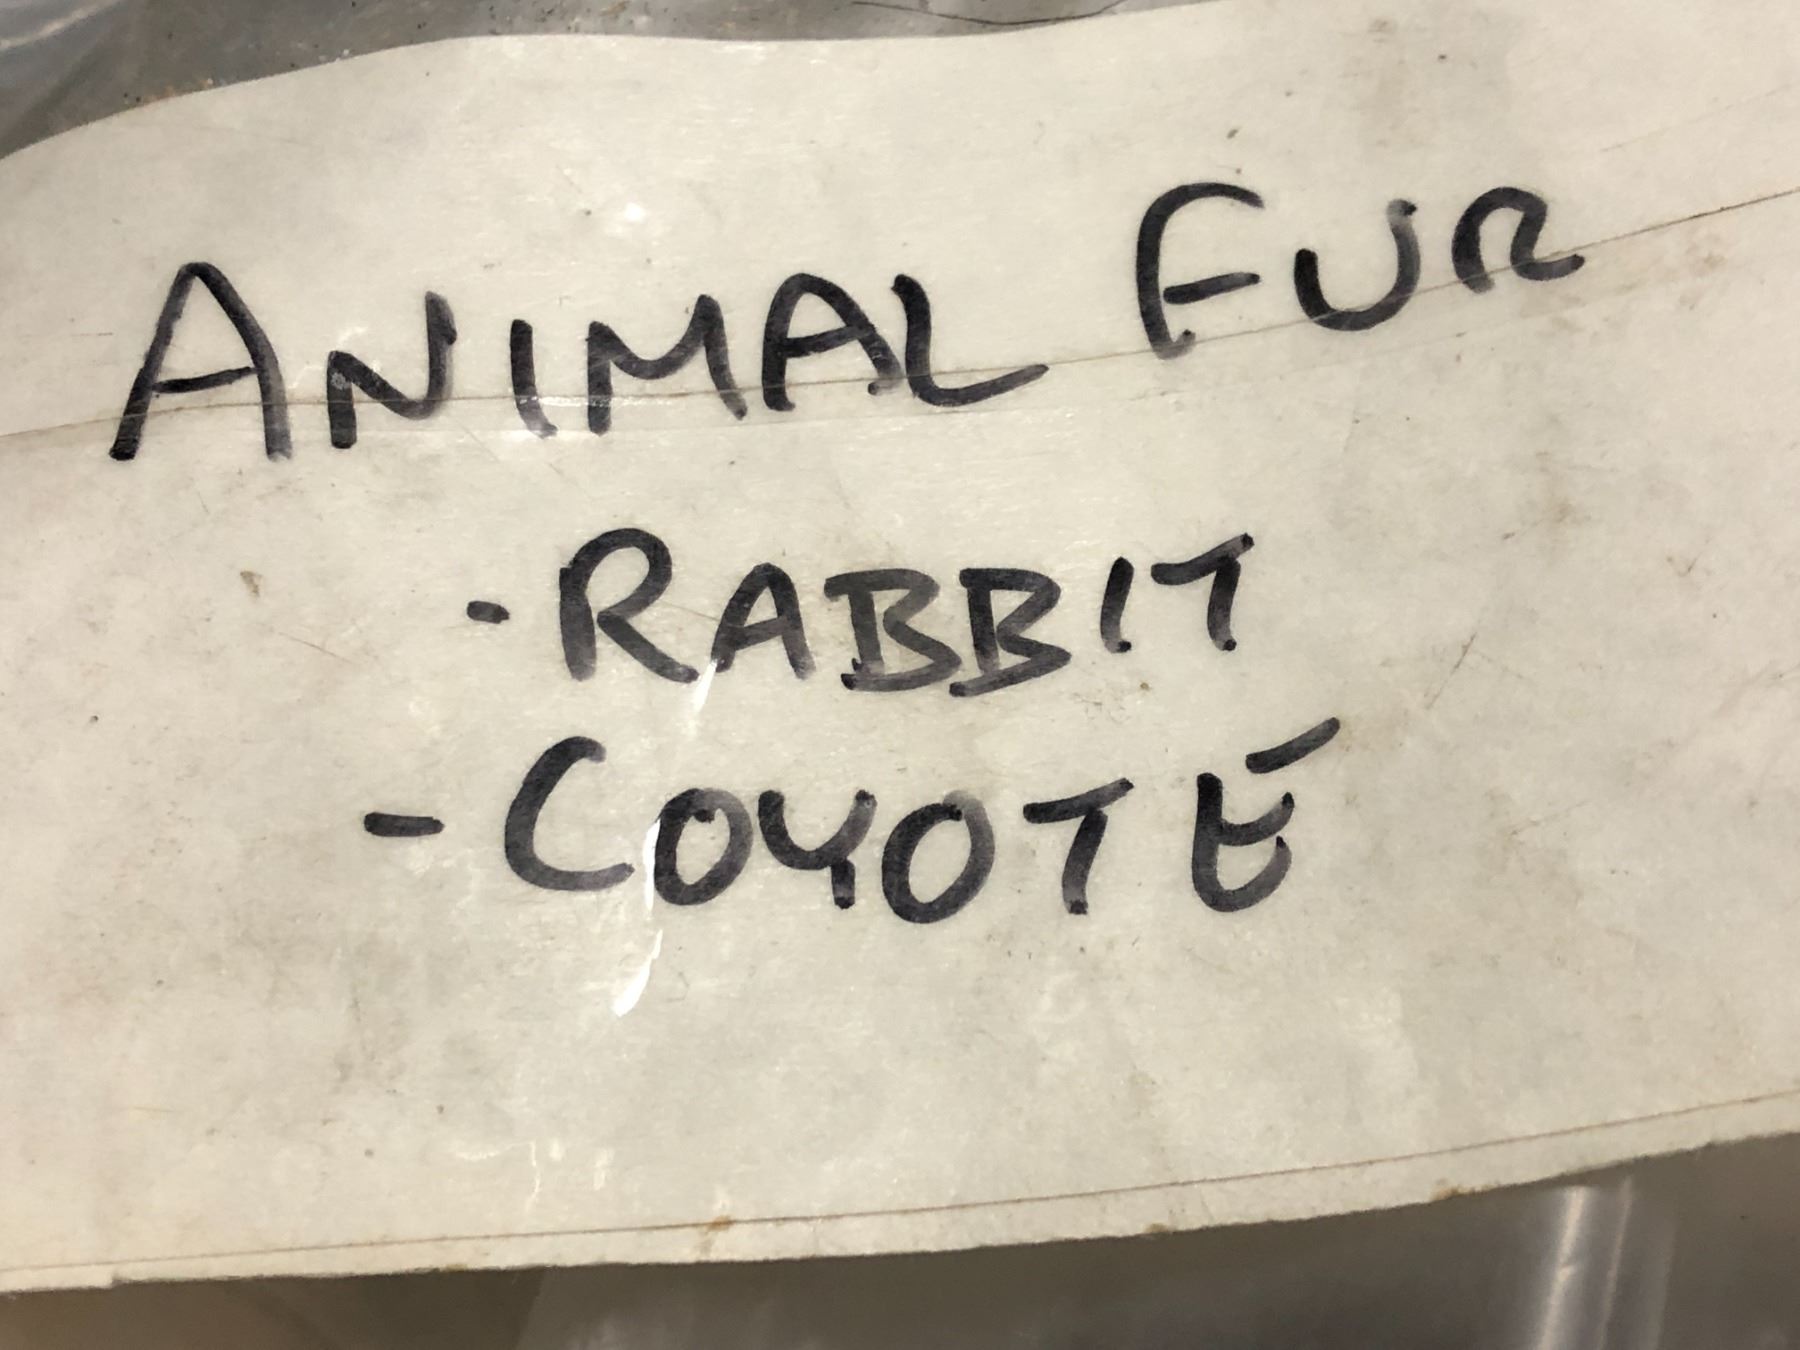 ANIMAL FUR
- RABBIT
- COYOTE